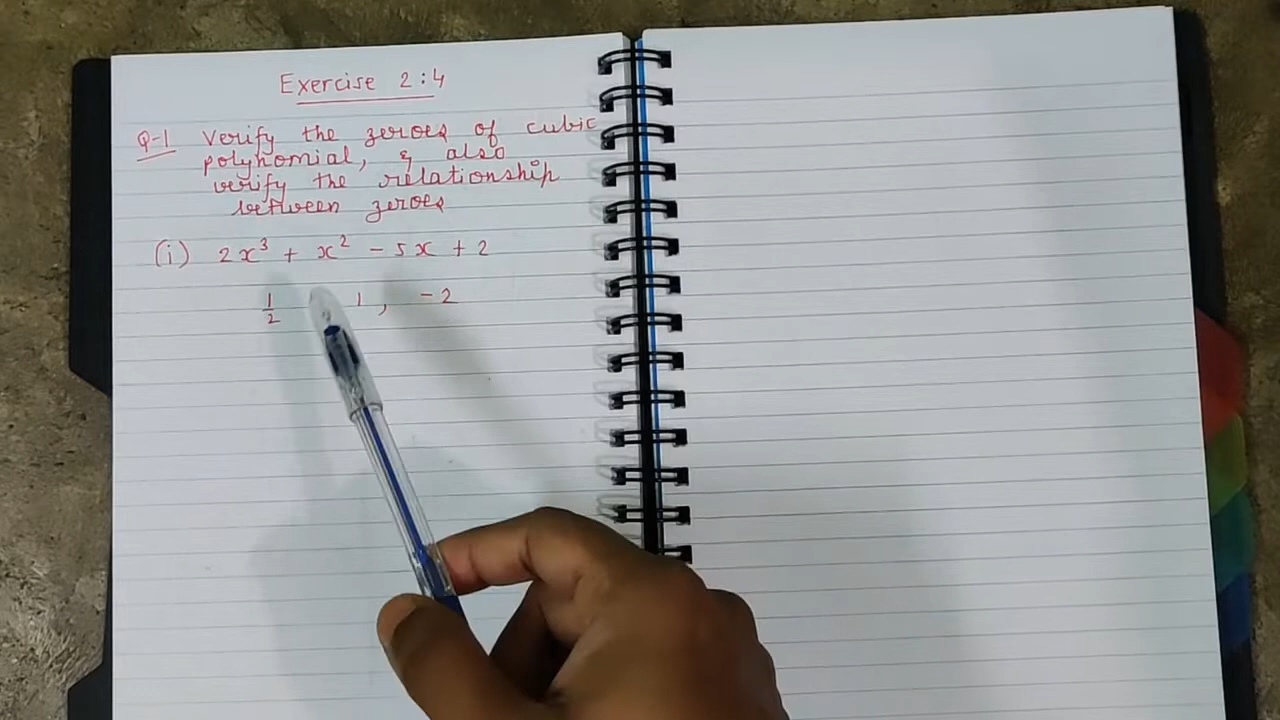 Exercise 2:4
Q-1 Verify the zeroes of cubic
polynomial, & also
verify the relationship
between zeroes
(i) 2x³ + x² - 5x + 2
1/2 1, -2